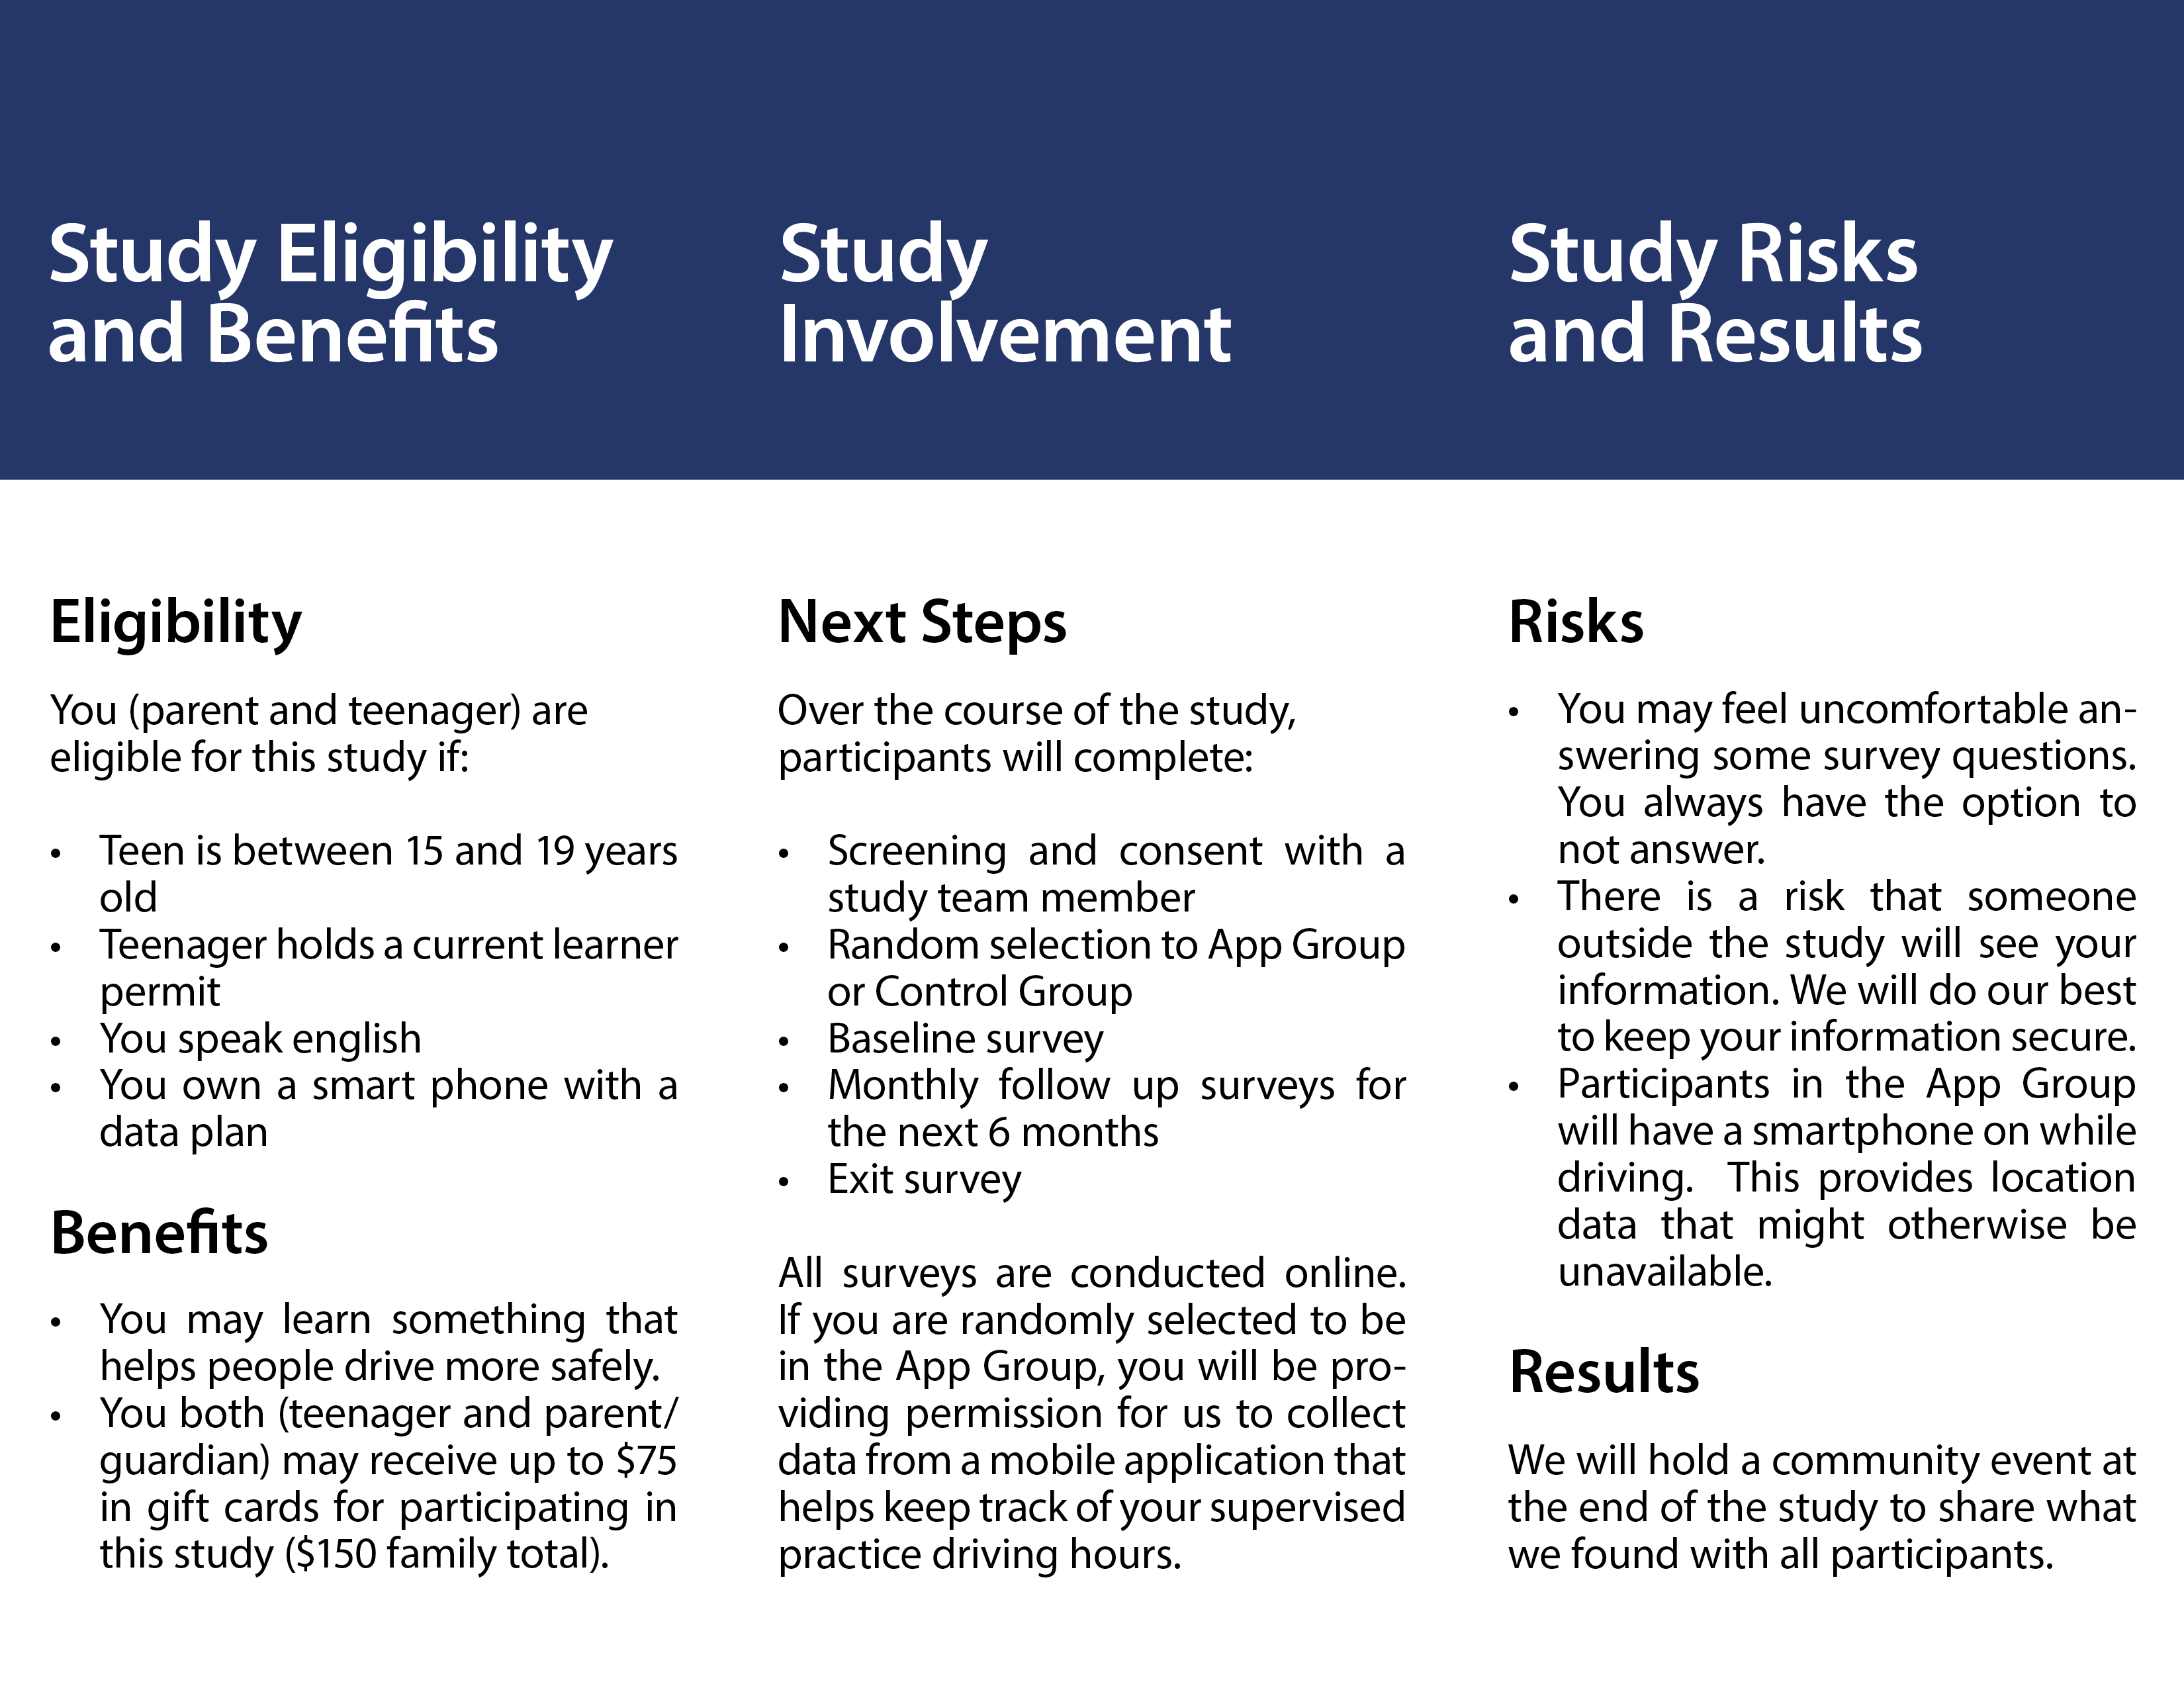 Study Eligibility
and Benefits
Eligibility
You (parent and teenager) are
eligible for this study if:
• Teen is between 15 and 19 years
old
• Teenager holds a current learner
permit
• You speak english
• You own a smart phone with a
data plan
Benefits
• You may learn something that
helps people drive more safely.
• You both (teenager and parent/
guardian) may receive up to $75
in gift cards for participating in
this study ($150 family total).
Study
Involvement
Next Steps
Over the course of the study,
participants will complete:
• Screening and consent with a
study team member
• Random selection to App Group
or Control Group
• Baseline survey
• Monthly follow up surveys for
the next 6 months
• Exit survey
All surveys are conducted online.
If you are randomly selected to be
in the App Group, you will be pro-
viding permission for us to collect
data from a mobile application that
helps keep track of your supervised
practice driving hours.
Study Risks
and Results
Risks
• You may feel uncomfortable an-
swering some survey questions.
You always have the option to
not answer.
• There is a risk that someone
outside the study will see your
information. We will do our best
to keep your information secure.
• Participants in the App Group
will have a smartphone on while
driving. This provides location
data that might otherwise be
unavailable.
Results
We will hold a community event at
the end of the study to share what
we found with all participants.